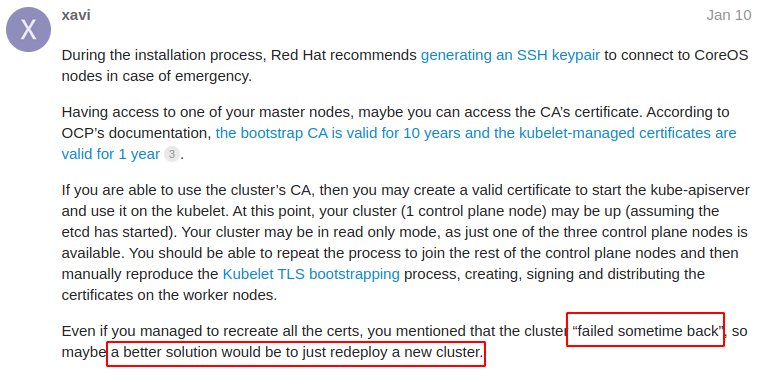 X
xavi
Jan 10
During the installation process, Red Hat recommends generating an SSH keypair to connect to CoreOS
nodes in case of emergency.
Having access to one of your master nodes, maybe you can access the CA’s certificate. According to
OCP’s documentation, the bootstrap CA is valid for 10 years and the kubelet-managed certificates are
valid for 1 year 3 .
If you are able to use the cluster’s CA, then you may create a valid certificate to start the kube-apiserver
and use it on the kubelet. At this point, your cluster (1 control plane node) may be up (assuming the
etcd has started). Your cluster may be in read only mode, as just one of the three control plane nodes is
available. You should be able to repeat the process to join the rest of the control plane nodes and then
manually reproduce the Kubelet TLS bootstrapping process, creating, signing and distributing the
certificates on the worker nodes.
Even if you managed to recreate all the certs, you mentioned that the cluster “failed sometime back”, so
maybe a better solution would be to just redeploy a new cluster.